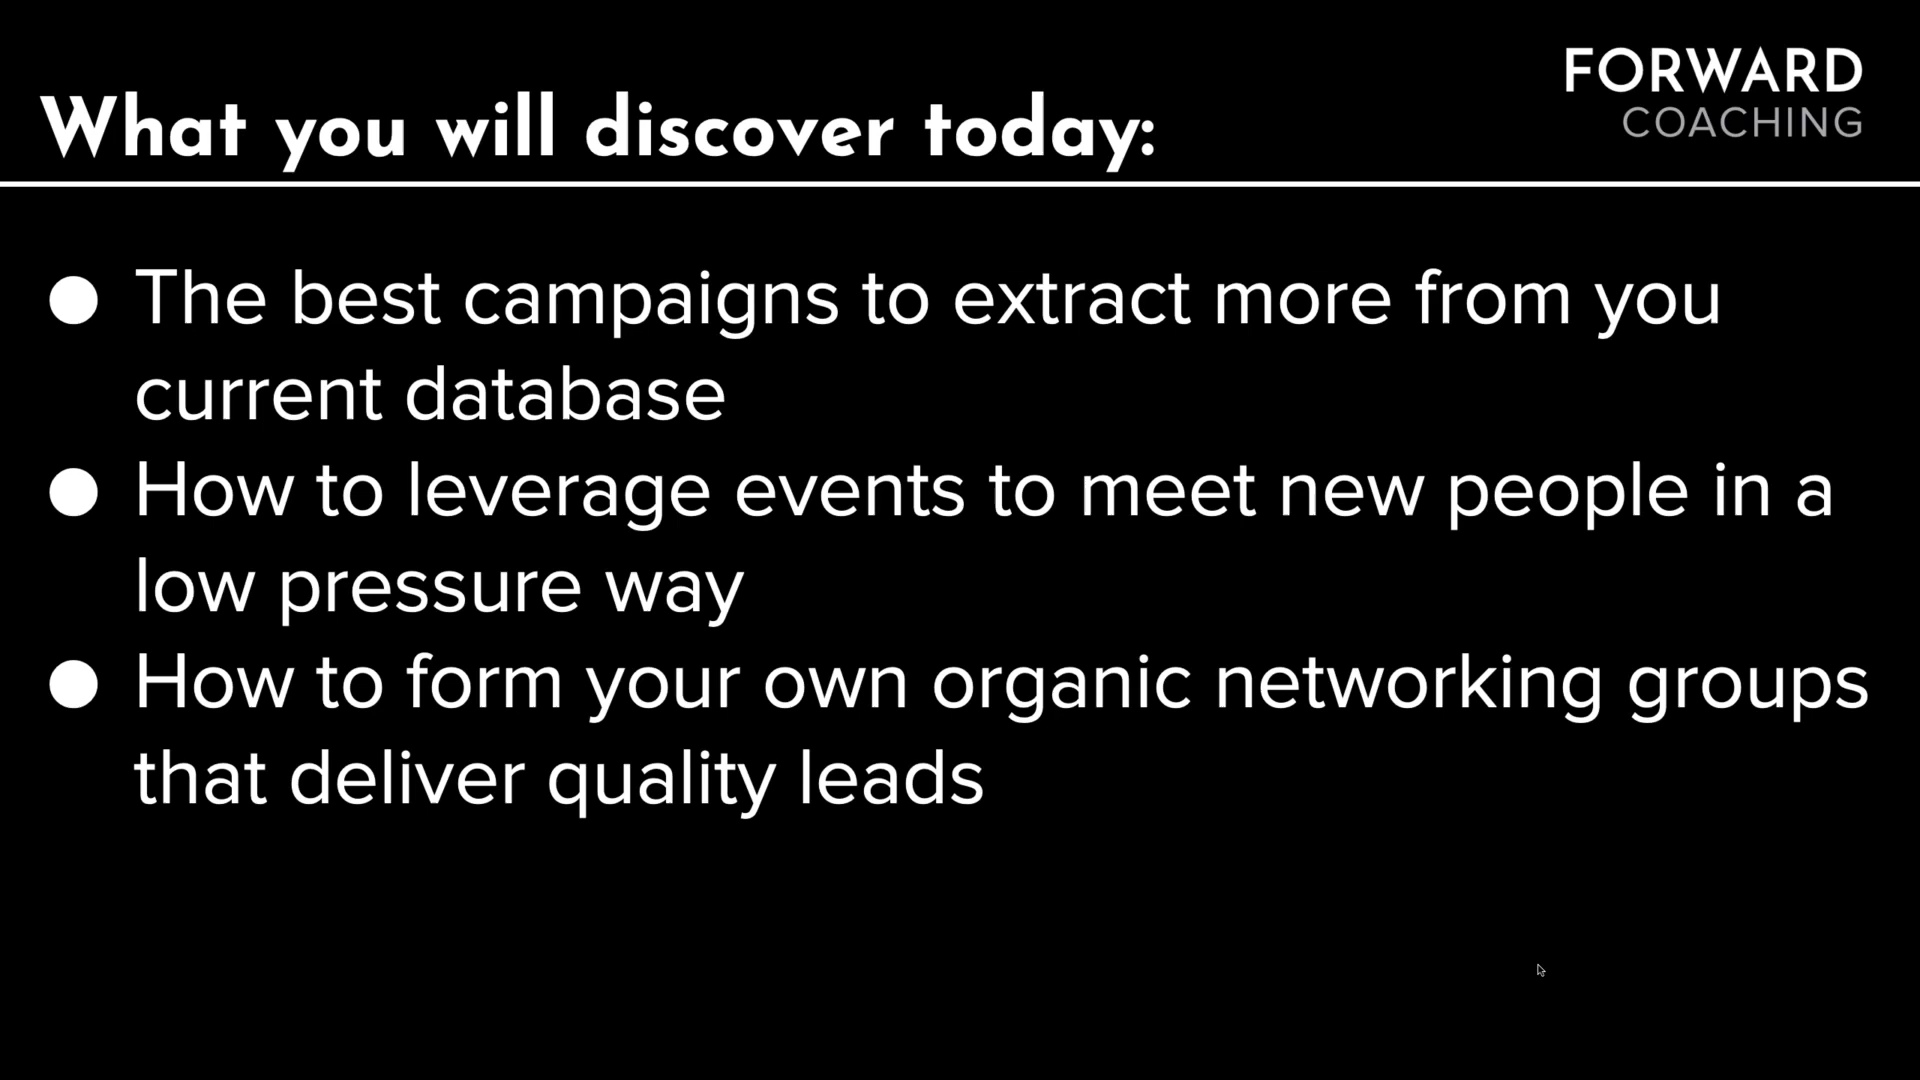 FORWARD
COACHING
What you will discover today:
● The best campaigns to extract more from you
current database
● How to leverage events to meet new people in a
low pressure way
● How to form your own organic networking groups
that deliver quality leads